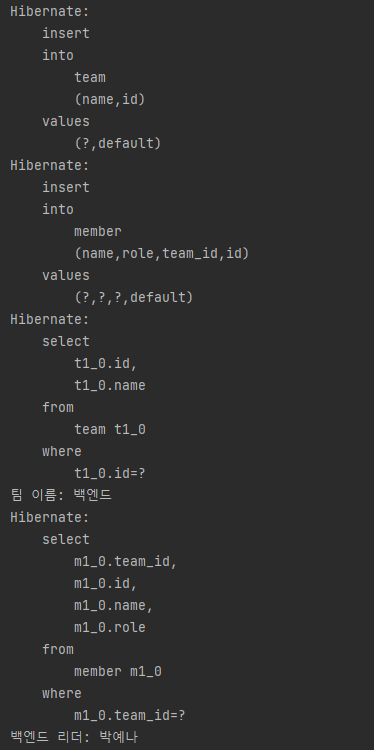 Hibernate:
    insert
    into
        team
        (name,id)
    values
        (?,default)
Hibernate:
    insert
    into
        member
        (name,role,team_id,id)
    values
        (?,?,?,default)
Hibernate:
    select
        t1_0.id,
        t1_0.name
    from
        team t1_0
    where
        t1_0.id=?
팀 이름: 백엔드
Hibernate:
    select
        m1_0.team_id,
        m1_0.id,
        m1_0.name,
        m1_0.role
    from
        member m1_0
    where
        m1_0.team_id=?
백엔드 리더: 박예나